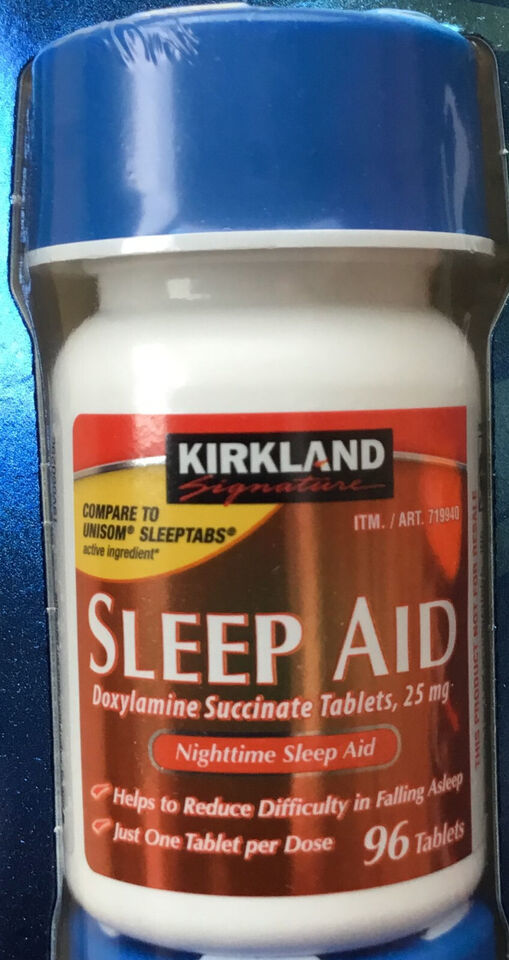 KIRKLAND
Signature
COMPARE TO
UNISOM® SLEEPTABS®
active ingredient*
ITM. / ART. 719940
SLEEP AID
Doxylamine Succinate Tablets, 25 mg
Nighttime Sleep Aid
Helps to Reduce Difficulty in Falling Asleep
Just One Tablet per Dose
96 Tablets
THIS PRODUCT NOT FOR RESALE